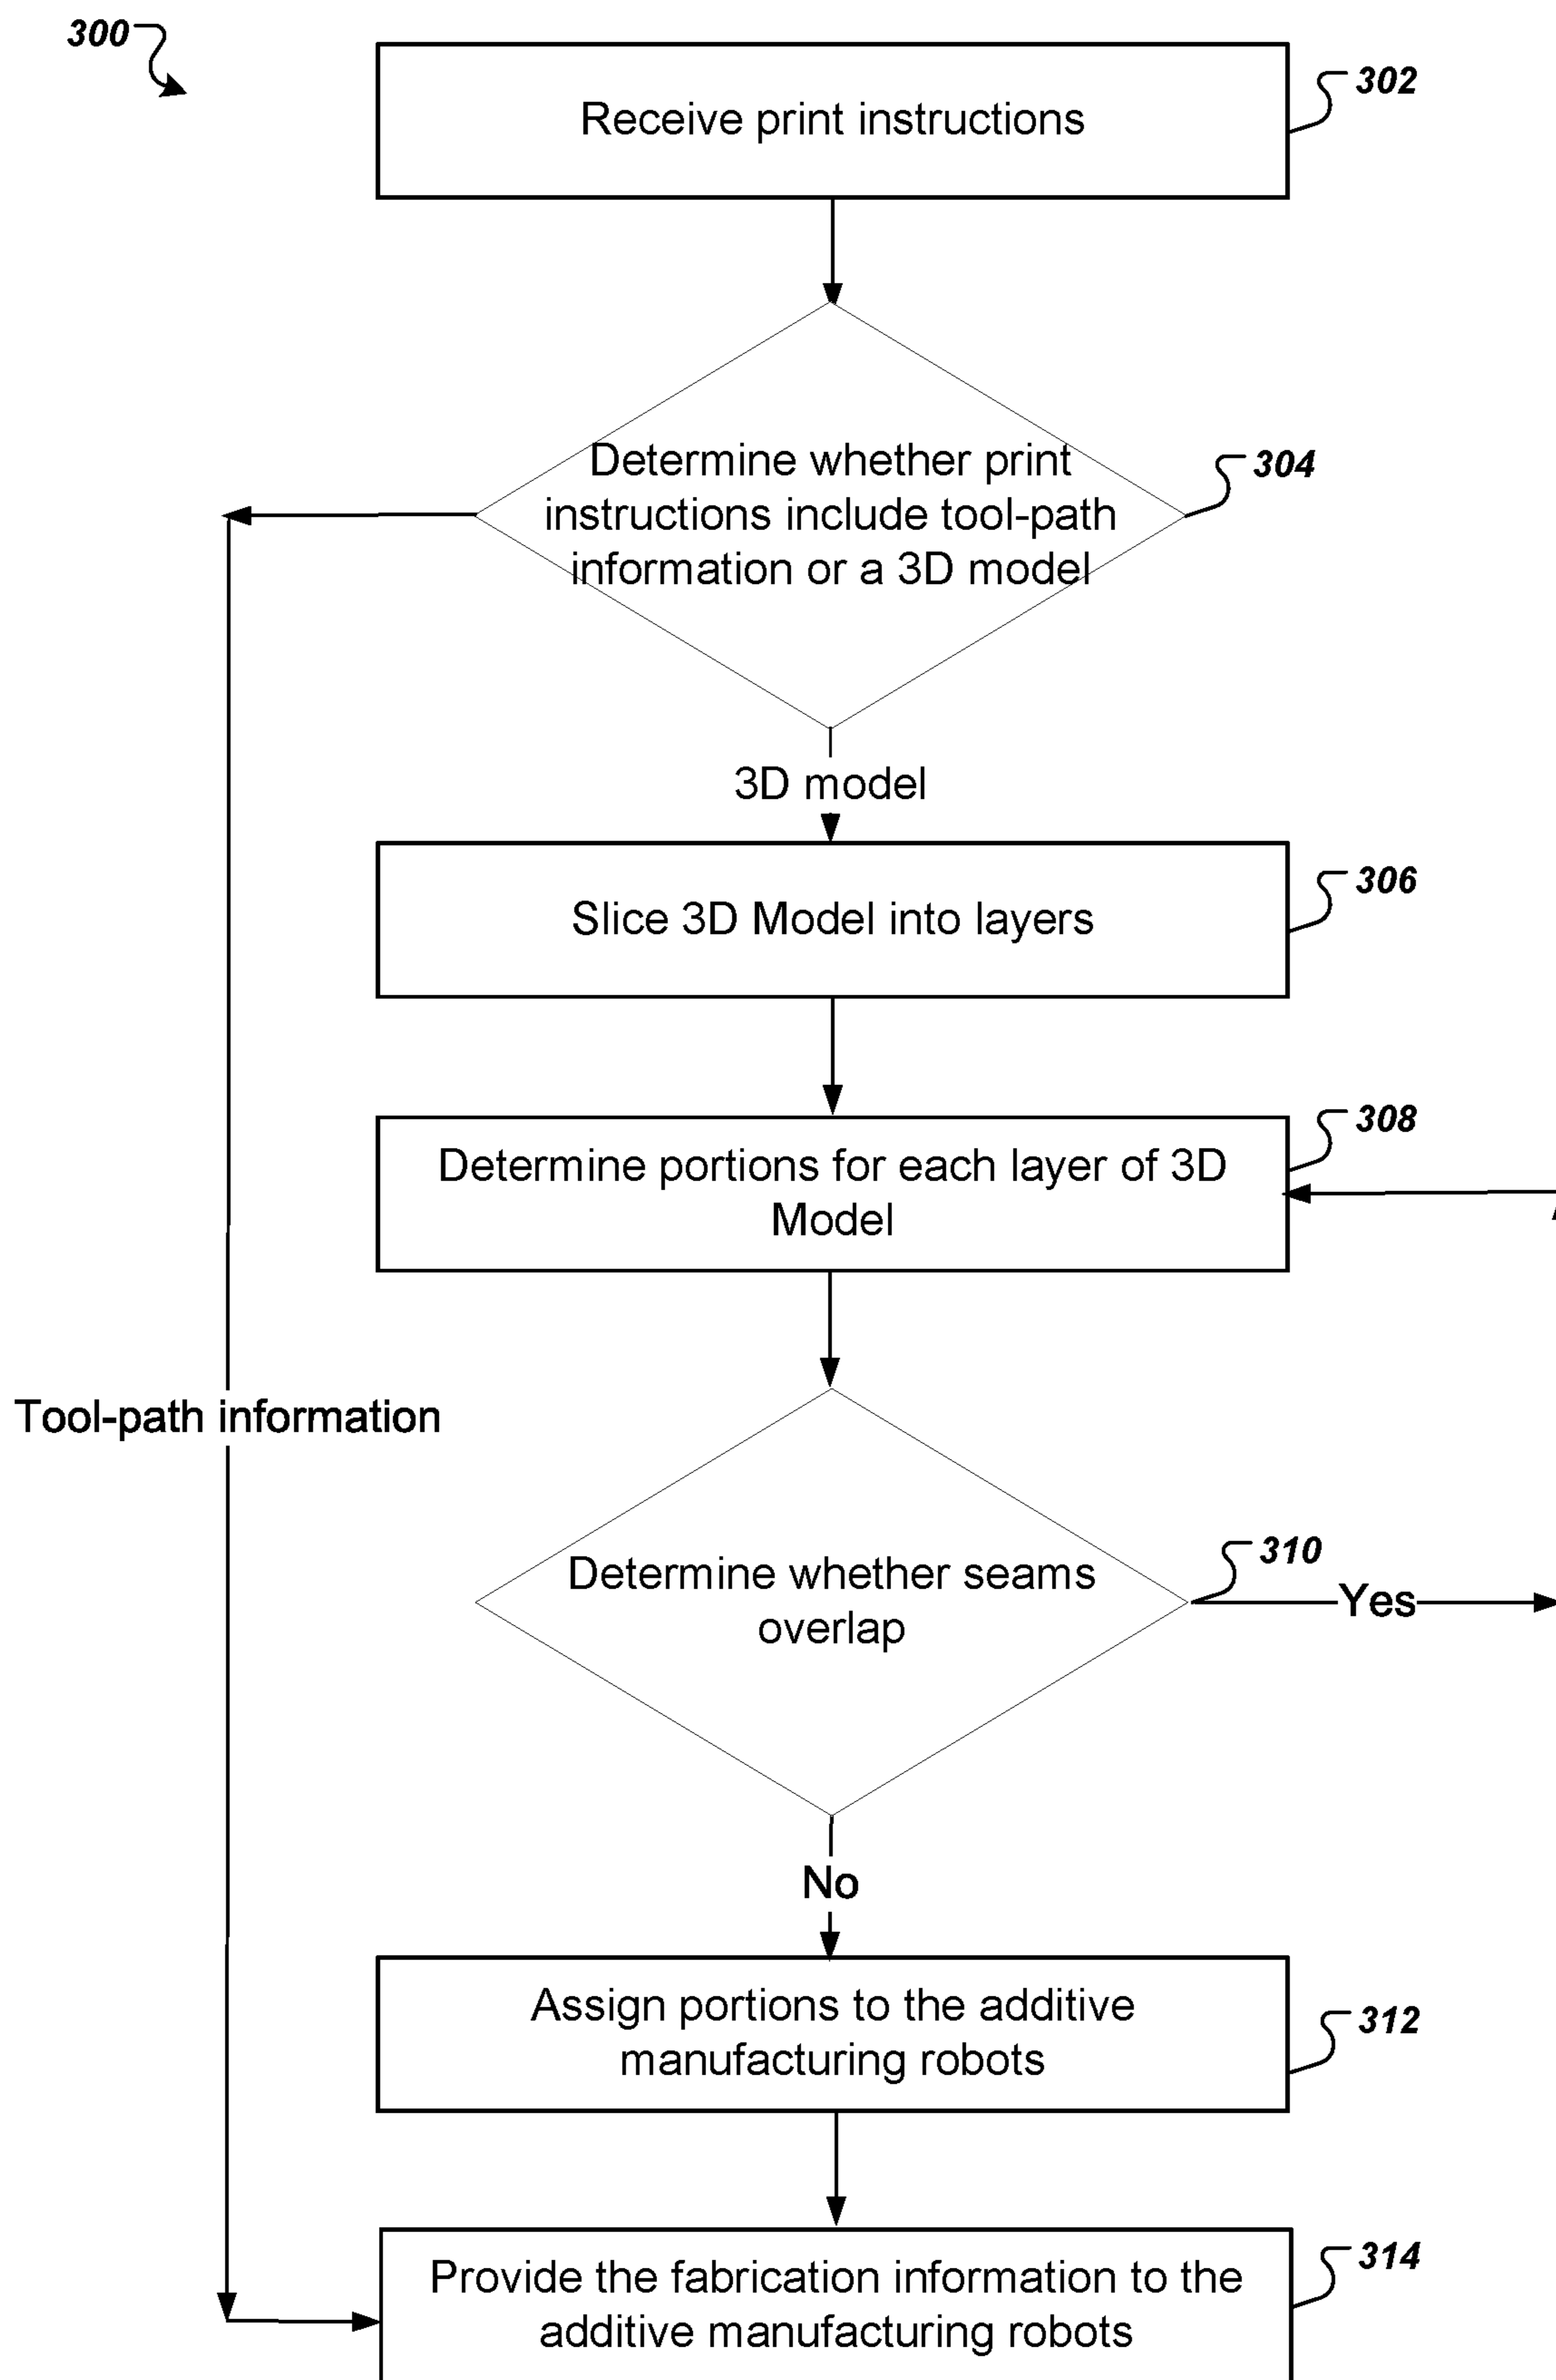 300
302
Receive print instructions
304
Determine whether print
instructions include tool-path
information or a 3D model
3D model
306
Slice 3D Model into layers
308
Determine portions for each layer of 3D
Model
Tool-path information
310
Determine whether seams
overlap
Yes
No
Assign portions to the additive
manufacturing robots
312
314
Provide the fabrication information to the
additive manufacturing robots